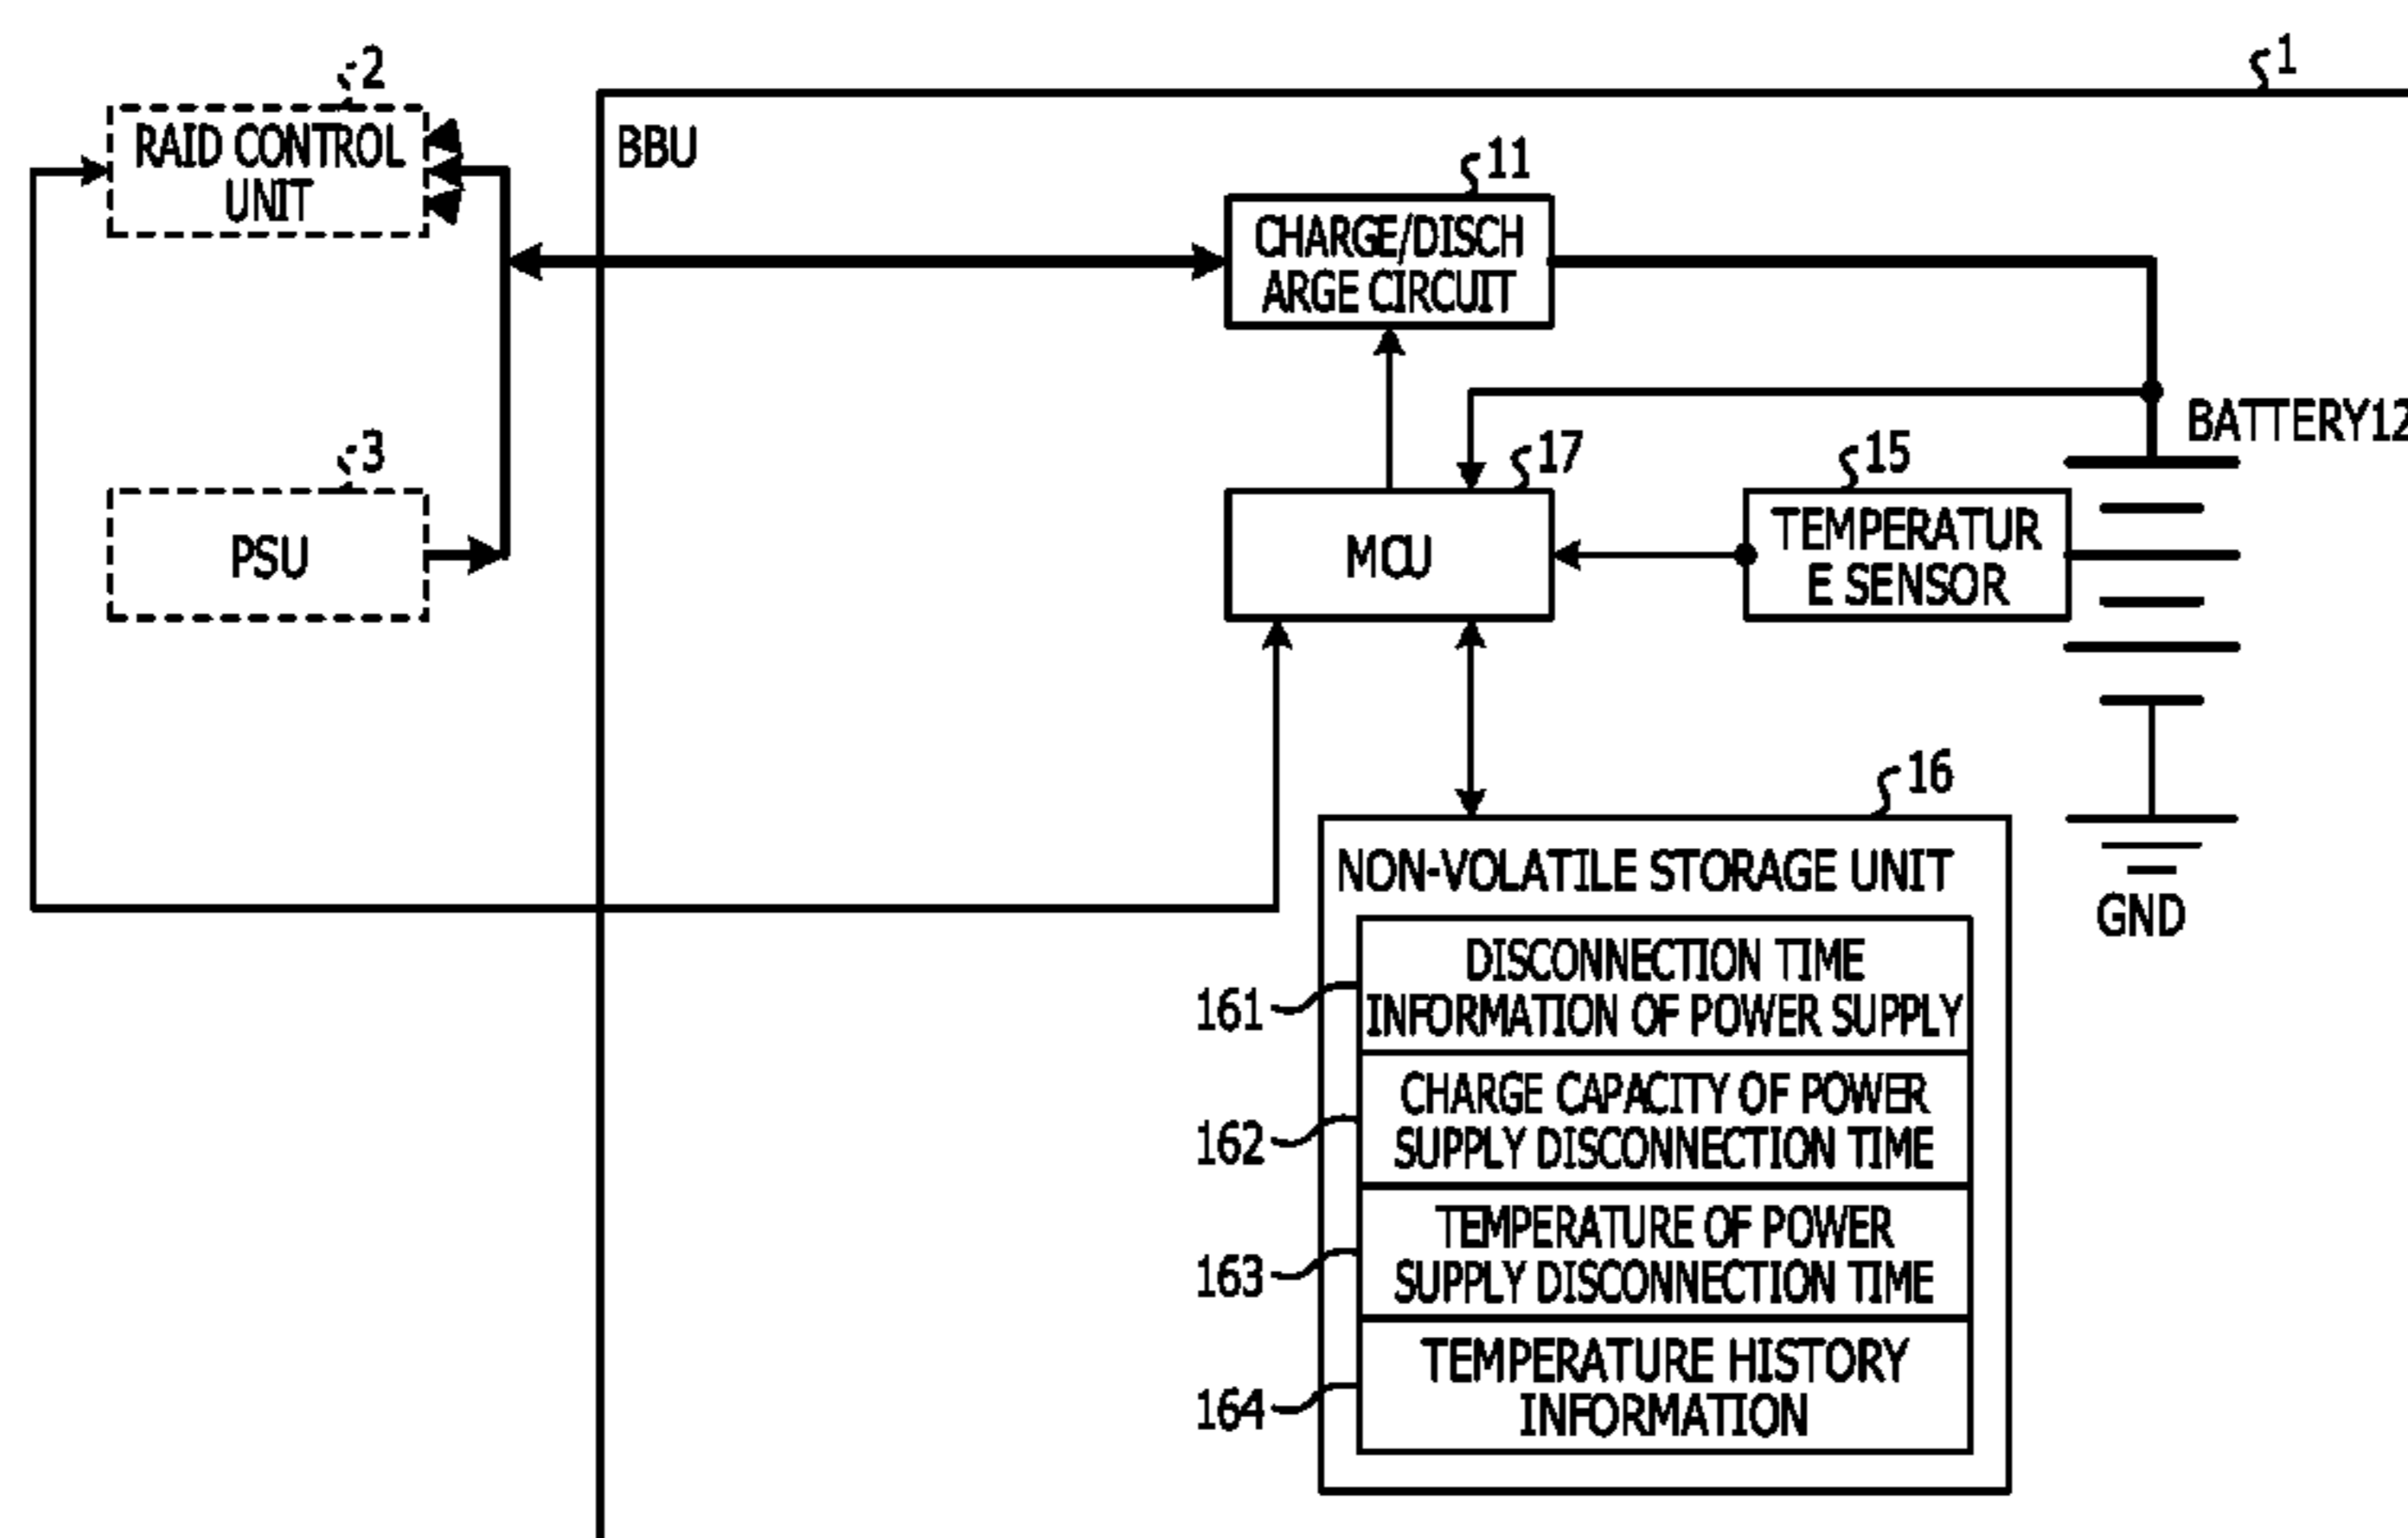 1
2
RAID CONTROL
UNIT
BBU
11
CHARGE/DISCH
ARGE CIRCUIT
BATTERY12
3
PSU
17
MCU
15
TEMPERATUR
E SENSOR
16
NON-VOLATILE STORAGE UNIT
GND
161
DISCONNECTION TIME
INFORMATION OF POWER SUPPLY
162
CHARGE CAPACITY OF POWER
SUPPLY DISCONNECTION TIME
163
TEMPERATURE OF POWER
SUPPLY DISCONNECTION TIME
164
TEMPERATURE HISTORY
INFORMATION